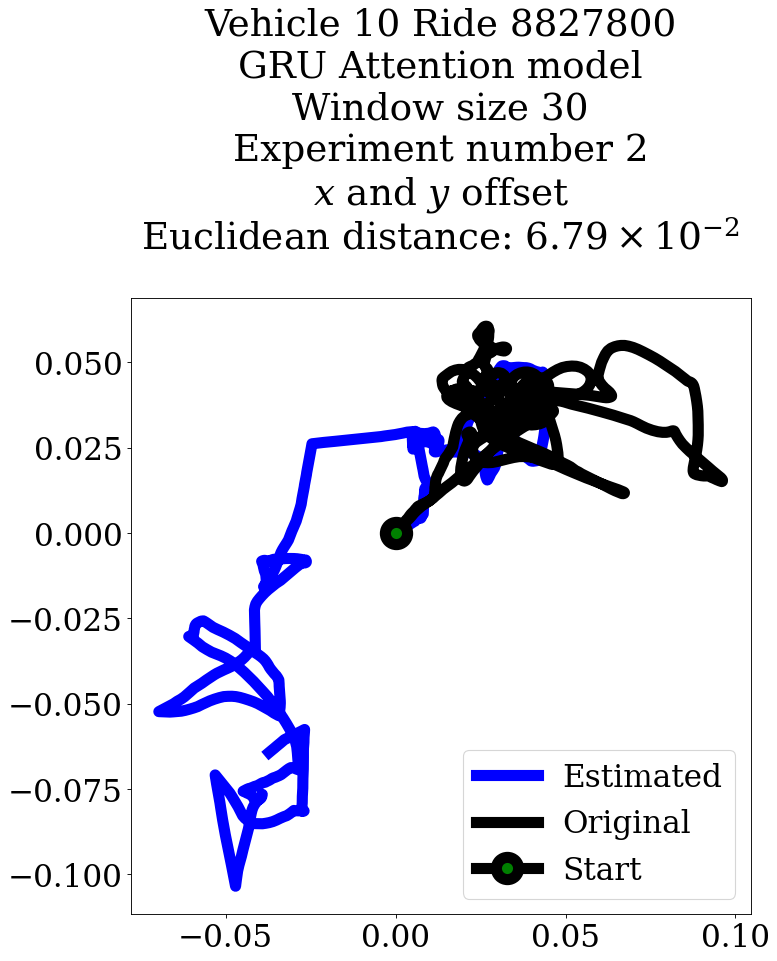 Vehicle 10 Ride 8827800
GRU Attention model
Window size 30
Experiment number 2
x and y offset
Euclidean distance: 6.79 × 10⁻²
0.050
0.025
0.000
−0.025
−0.050
−0.075
−0.100
Estimated
Original
Start
−0.05
0.00
0.05
0.10